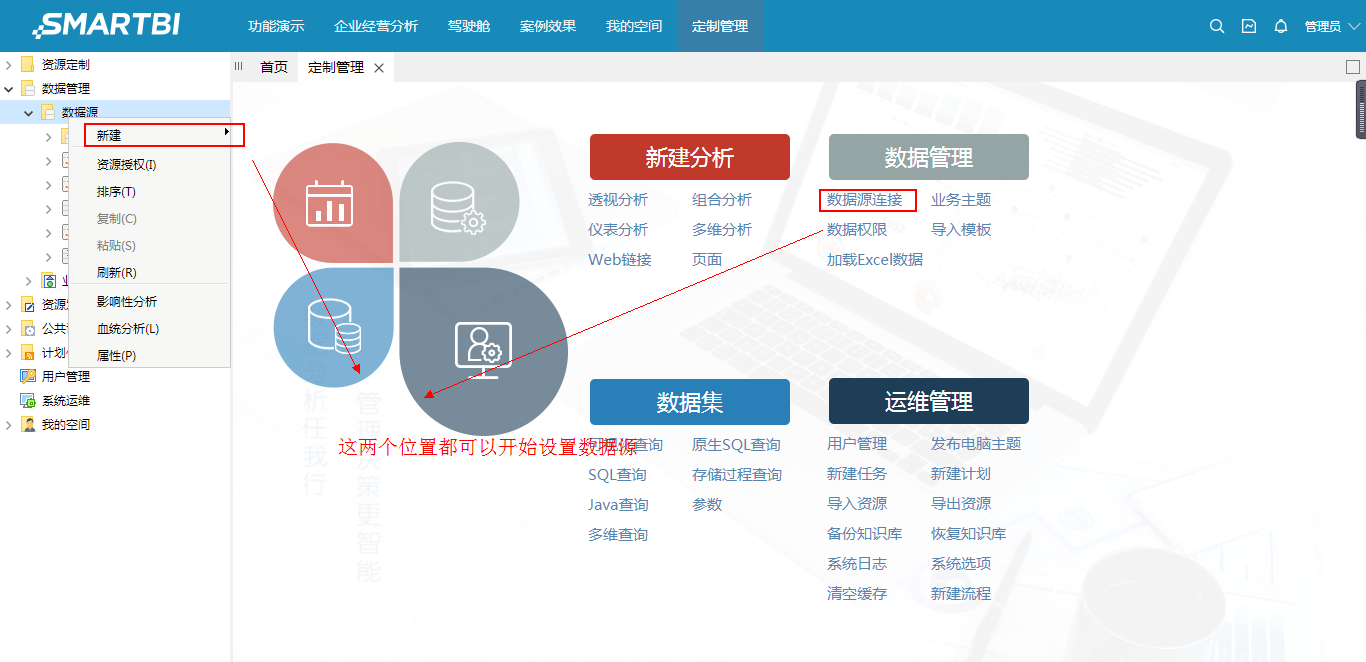 SMARTBI
功能演示 企业经营分析 驾驶舱 案例效果 我的空间 定制管理
管理员
首页 定制管理
资源定制
数据管理
数据源
新建
资源授权(I)
排序(T)
复制(C)
粘贴(S)
刷新(R)
影响性分析
血统分析(L)
属性(P)
资源
公共
计划
用户管理
系统运维
我的空间
新建分析
透视分析 组合分析
仪表分析 多维分析
Web链接 页面
数据管理
数据源连接 业务主题
数据权限 导入模板
加载Excel数据
这两个位置都可以开始设置数据源
数据集
查询 原生SQL查询
SQL查询 存储过程查询
Java查询 参数
多维查询
运维管理
用户管理 发布电脑主题
新建任务 新建计划
导入资源 导出资源
备份知识库 恢复知识库
系统日志 系统选项
清空缓存 新建流程
析任我行
管理决策更智能